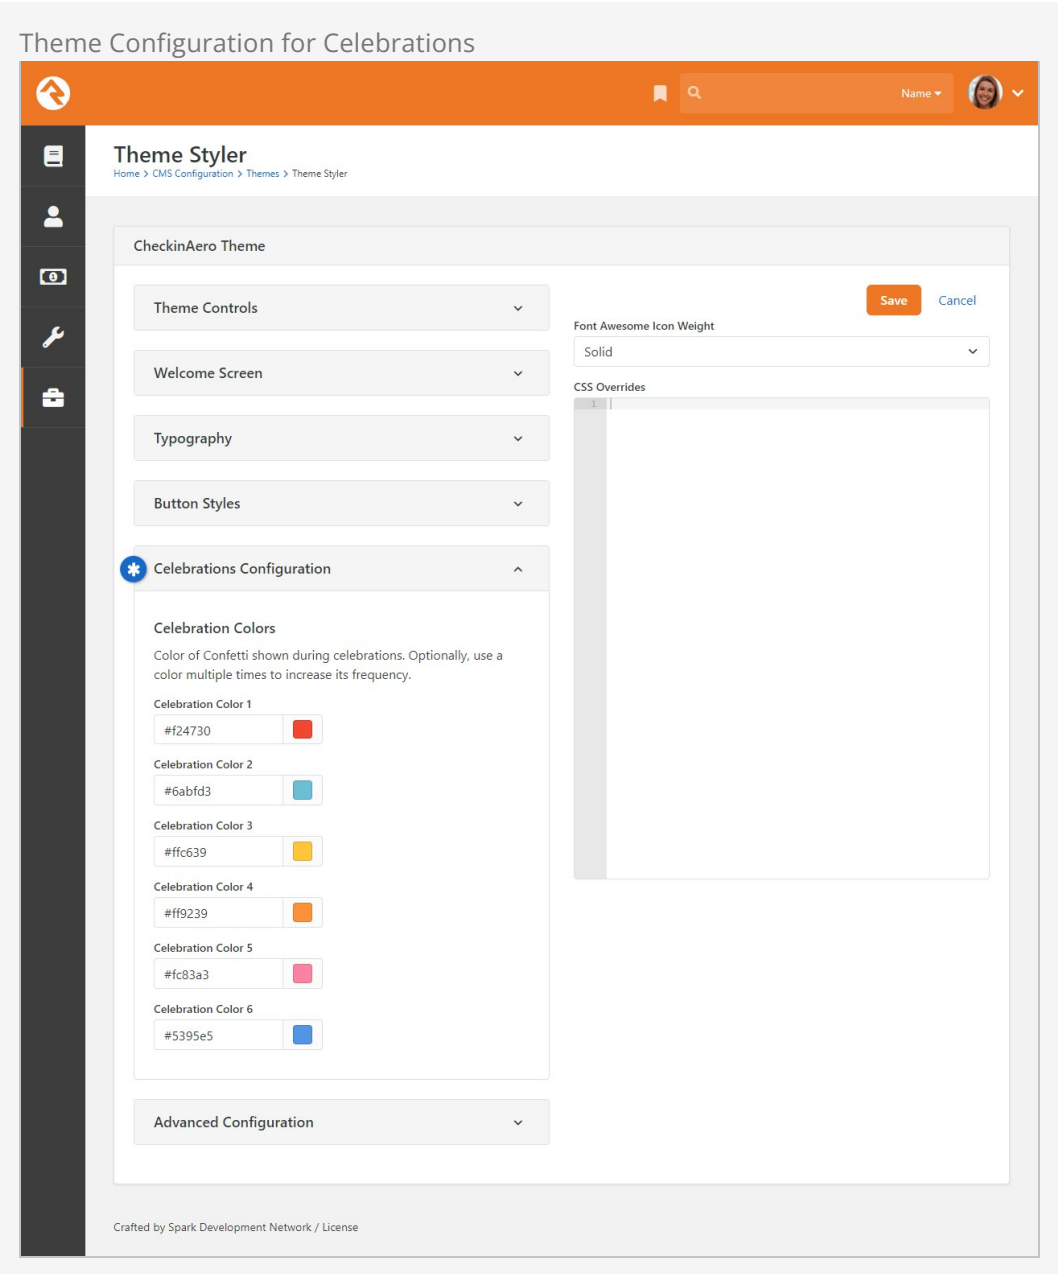 Theme Configuration for Celebrations
Name
Theme Styler
Home > CMS Configuration > Themes > Theme Styler
CheckinAero Theme
Theme Controls
Welcome Screen
Typography
Button Styles
Celebrations Configuration
Celebration Colors
Color of Confetti shown during celebrations. Optionally, use a
color multiple times to increase its frequency.
Celebration Color 1
#f24730
Celebration Color 2
#6abfd3
Celebration Color 3
#ffc639
Celebration Color 4
#ff9239
Celebration Color 5
#fc83a3
Celebration Color 6
#5395e5
Advanced Configuration
Save Cancel
Font Awesome Icon Weight
Solid
CSS Overrides
1
Crafted by Spark Development Network / License